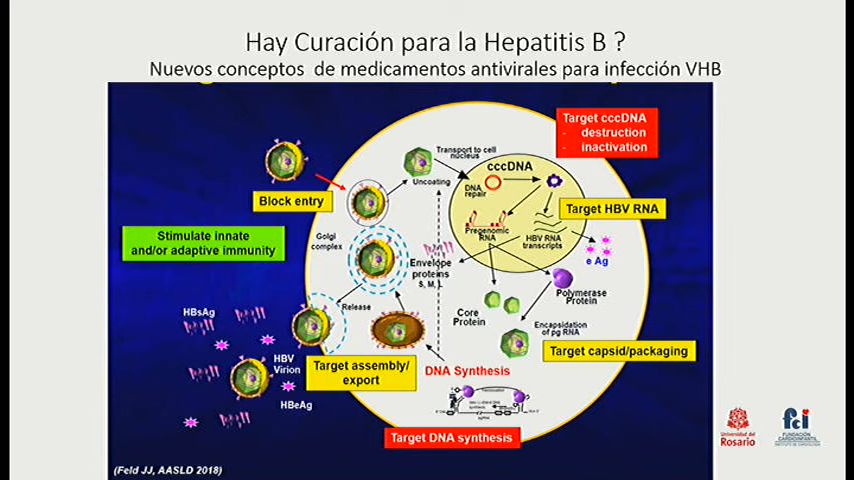 Hay Curación para la Hepatitis B ?
Nuevos conceptos de medicamentos antivirales para infección VHB
Target cccDNA
- destruction
- inactivation
Transport to cell
nucleus
cccDNA
Uncoating
DNA
repair
Block entry
Target HBV RNA
Stimulate innate
and/or adaptive immunity
Golgi
complex
Pregenomic
RNA
HBV RNA
transcripts
e Ag
Envelope
proteins
S, M, L
Polymerase
Protein
Release
HBsAg
Core
Protein
Encapsidation
of pg RNA
Target capsid/packaging
HBV
Virion
Target assembly/
export
DNA Synthesis
HBeAg
Target DNA synthesis
(Feld JJ, AASLD 2018)
Universidad del
Rosario
fci
FUNDACIÓN
CARDIOINFANTIL